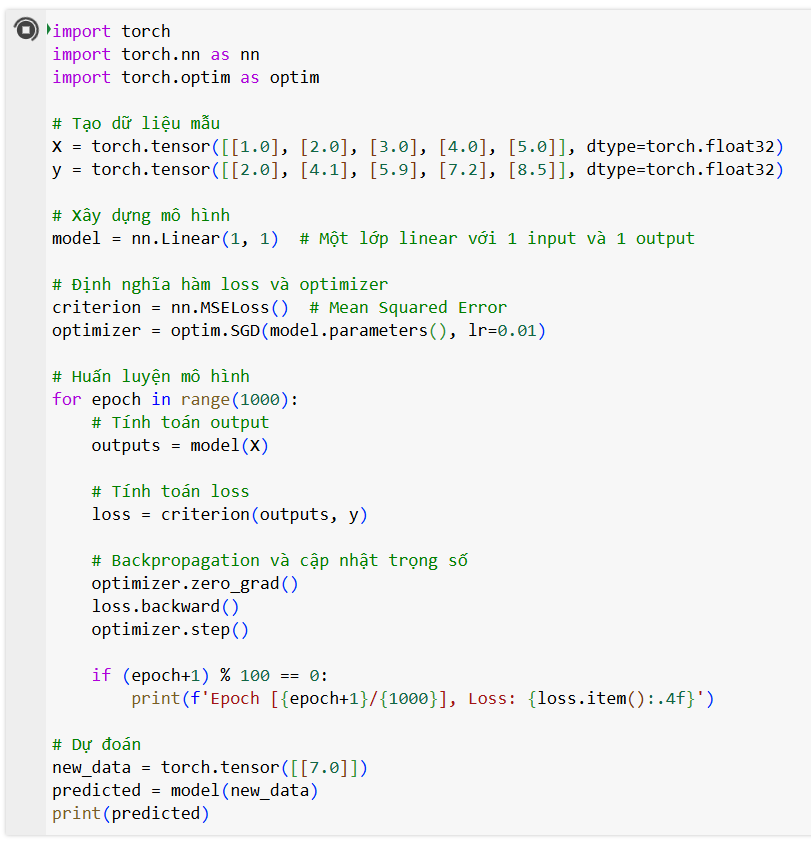 import torch
import torch.nn as nn
import torch.optim as optim
# Tạo dữ liệu mẫu
X = torch.tensor([[1.0], [2.0], [3.0], [4.0], [5.0]], dtype=torch.float32)
y = torch.tensor([[2.0], [4.1], [5.9], [7.2], [8.5]], dtype=torch.float32)
# Xây dựng mô hình
model = nn.Linear(1, 1)  # Một lớp linear với 1 input và 1 output
# Định nghĩa hàm loss và optimizer
criterion = nn.MSELoss()  # Mean Squared Error
optimizer = optim.SGD(model.parameters(), lr=0.01)
# Huấn luyện mô hình
for epoch in range(1000):
    # Tính toán output
    outputs = model(X)
    # Tính toán loss
    loss = criterion(outputs, y)
    # Backpropagation và cập nhật trọng số
    optimizer.zero_grad()
    loss.backward()
    optimizer.step()
    if (epoch+1) % 100 == 0:
        print(f'Epoch [{epoch+1}/{1000}], Loss: {loss.item():.4f}')
# Dự đoán
new_data = torch.tensor([[7.0]])
predicted = model(new_data)
print(predicted)